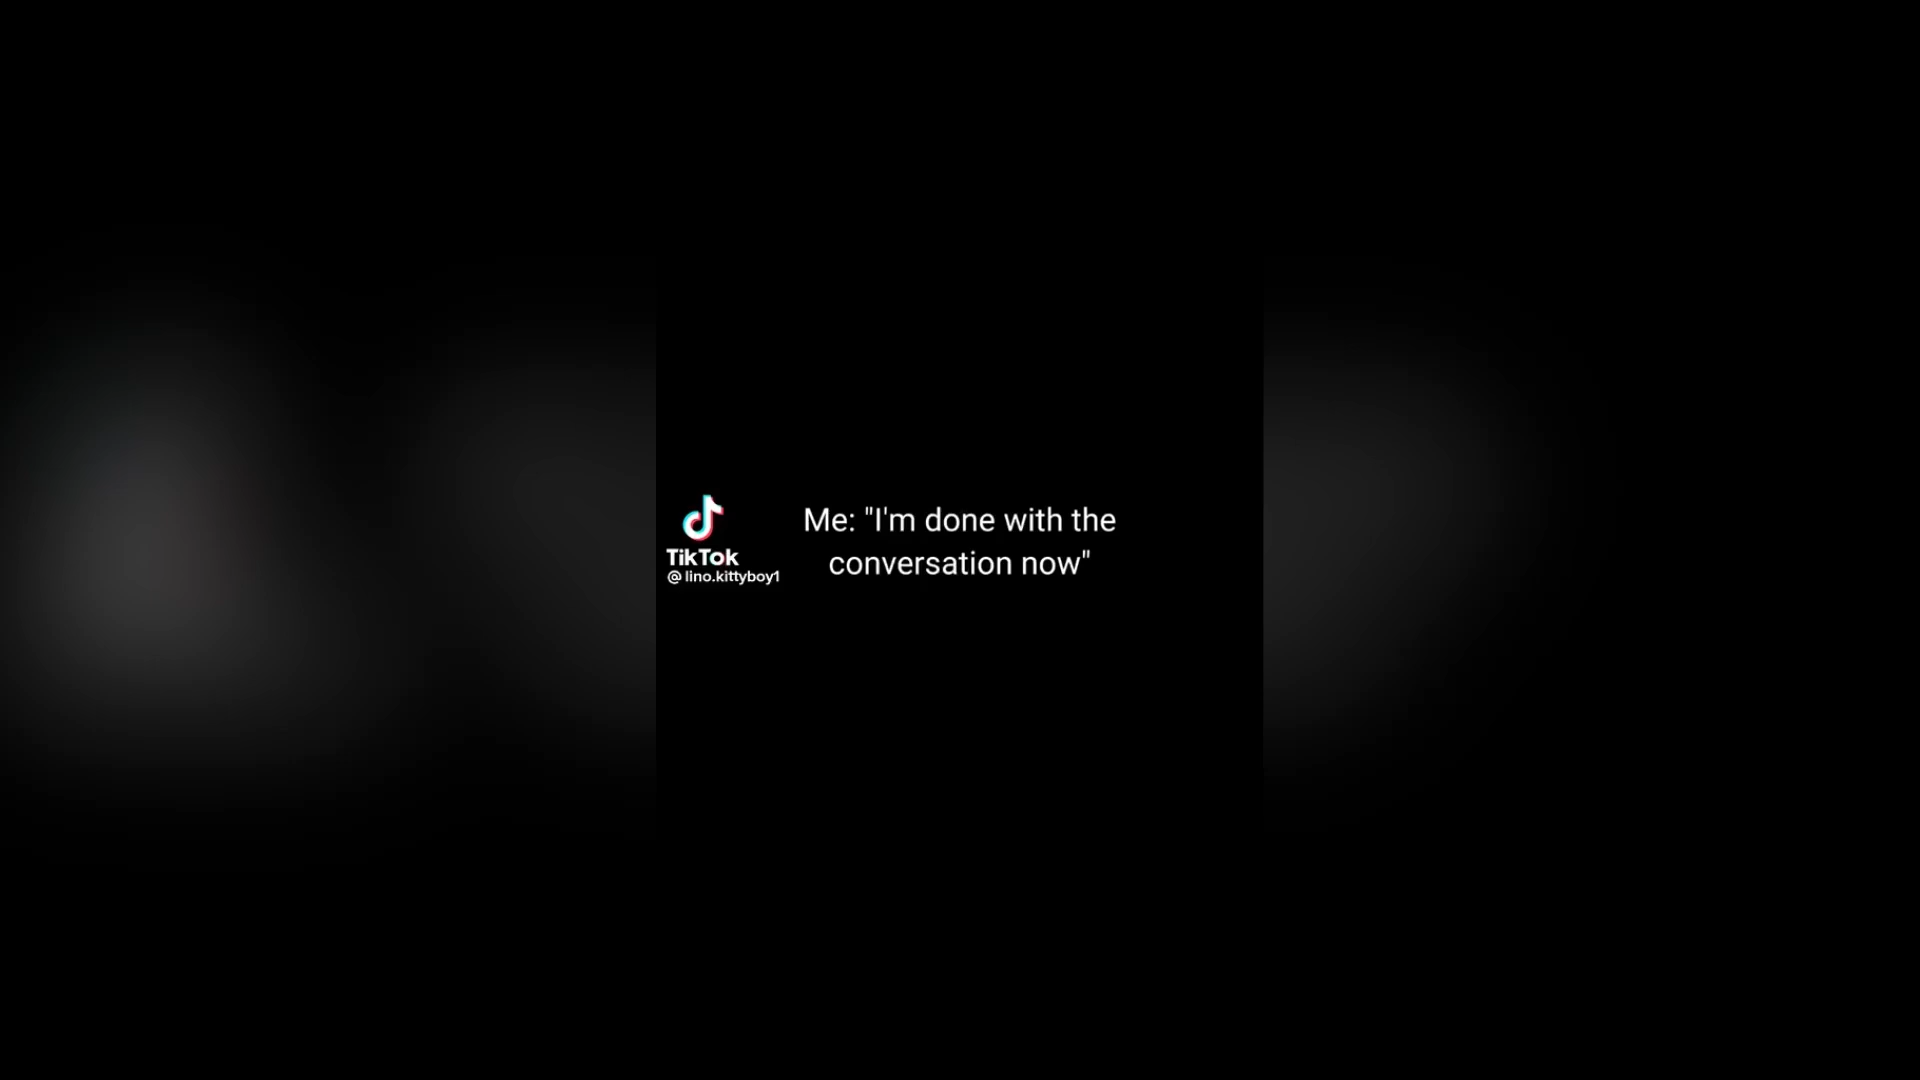 Me: "I'm done with the
conversation now"
TikTok
@lino.kittyboy1